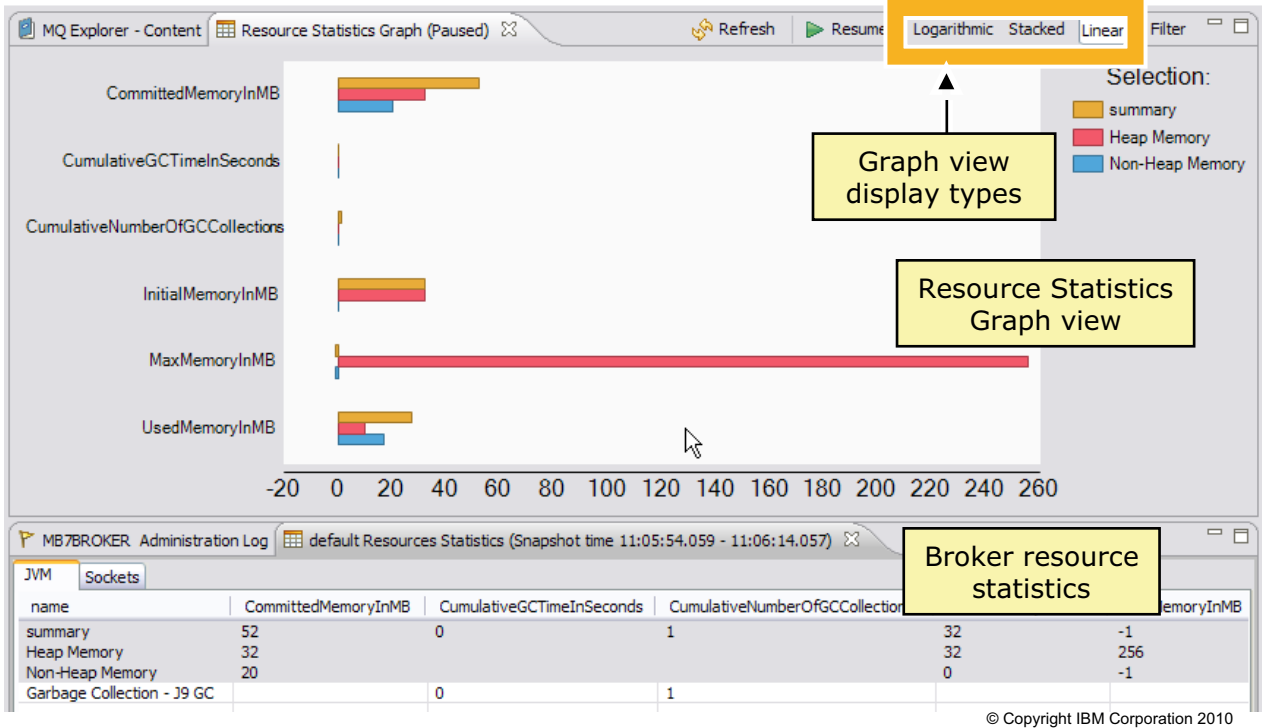 MQ Explorer - Content Resource Statistics Graph (Paused) Refresh Resume Logarithmic Stacked Linear Filter
Selection:
summary
Heap Memory
Non-Heap Memory
CommittedMemoryInMB
CumulativeGCTimeInSeconds
CumulativeNumberOfGCCollections
InitialMemoryInMB
MaxMemoryInMB
UsedMemoryInMB
Graph view
display types
Resource Statistics
Graph view
-20 0 20 40 60 80 100 120 140 160 180 200 220 240 260
MB7BROKER Administration Log default Resources Statistics (Snapshot time 11:05:54.059 - 11:06:14.057)
Broker resource
statistics
JVM Sockets
name CommittedMemoryInMB CumulativeGCTimeInSeconds CumulativeNumberOfGCCollection emoryInMB
summary 52 0 1 32 -1
Heap Memory 32 32 256
Non-Heap Memory 20 0 -1
Garbage Collection - J9 GC 0 1
© Copyright IBM Corporation 2010